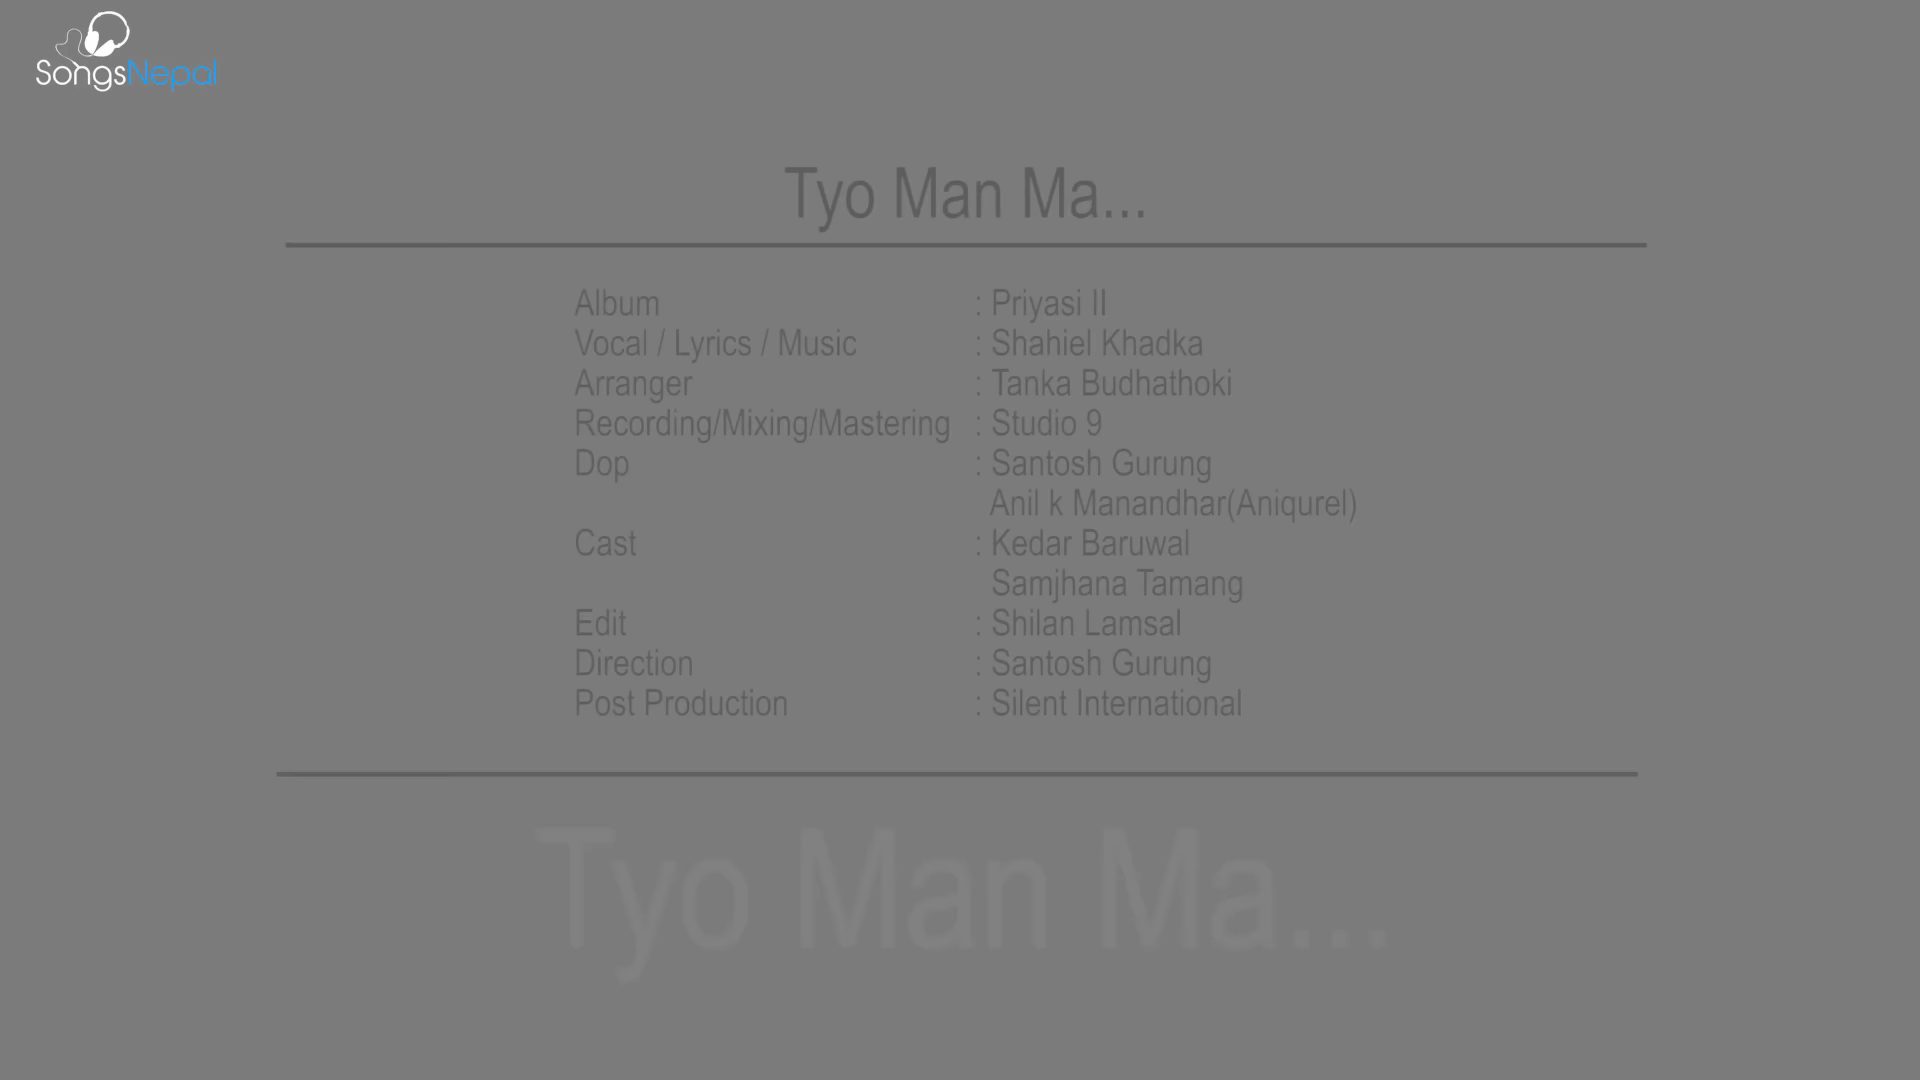 SongsNepal
Tyo Man Ma...
Album : Priyasi II
Vocal / Lyrics / Music : Shahiel Khadka
Arranger : Tanka Budhathoki
Recording/Mixing/Mastering : Studio 9
Dop : Santosh Gurung
Anil k Manandhar(Aniqurel)
Cast : Kedar Baruwal
Samjhana Tamang
Edit : Shilan Lamsal
Direction : Santosh Gurung
Post Production : Silent International
Tyo Man Ma...